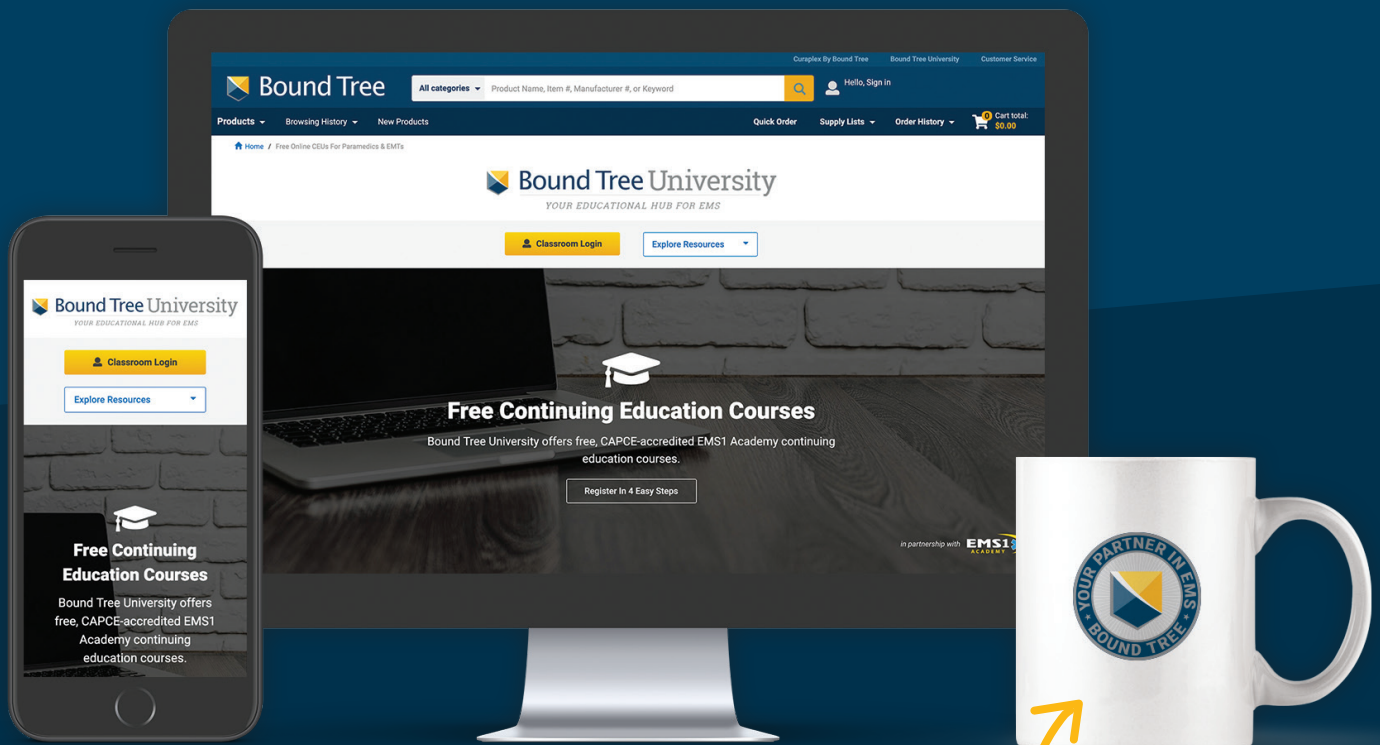 Curaplex By Bound Tree Bound Tree University Customer Service
Bound Tree All categories Product Name, Item #, Manufacturer #, or Keyword Hello, Sign in
Products Browsing History New Products Quick Order Supply Lists Order History 0 Cart total:
$0.00
Home / Free Online CEUs For Paramedics & EMTs
Bound Tree University
YOUR EDUCATIONAL HUB FOR EMS
Classroom Login Explore Resources
Free Continuing Education Courses
Bound Tree University offers free, CAPCE-accredited EMS1 Academy continuing
education courses.
Register In 4 Easy Steps
in partnership with EMS1
ACADEMY
Bound Tree University
YOUR EDUCATIONAL HUB FOR EMS
Classroom Login
Explore Resources
Free Continuing
Education Courses
Bound Tree University offers
free, CAPCE-accredited EMS1
Academy continuing
education courses.
YOUR PARTNER IN EMS
BOUND TREE